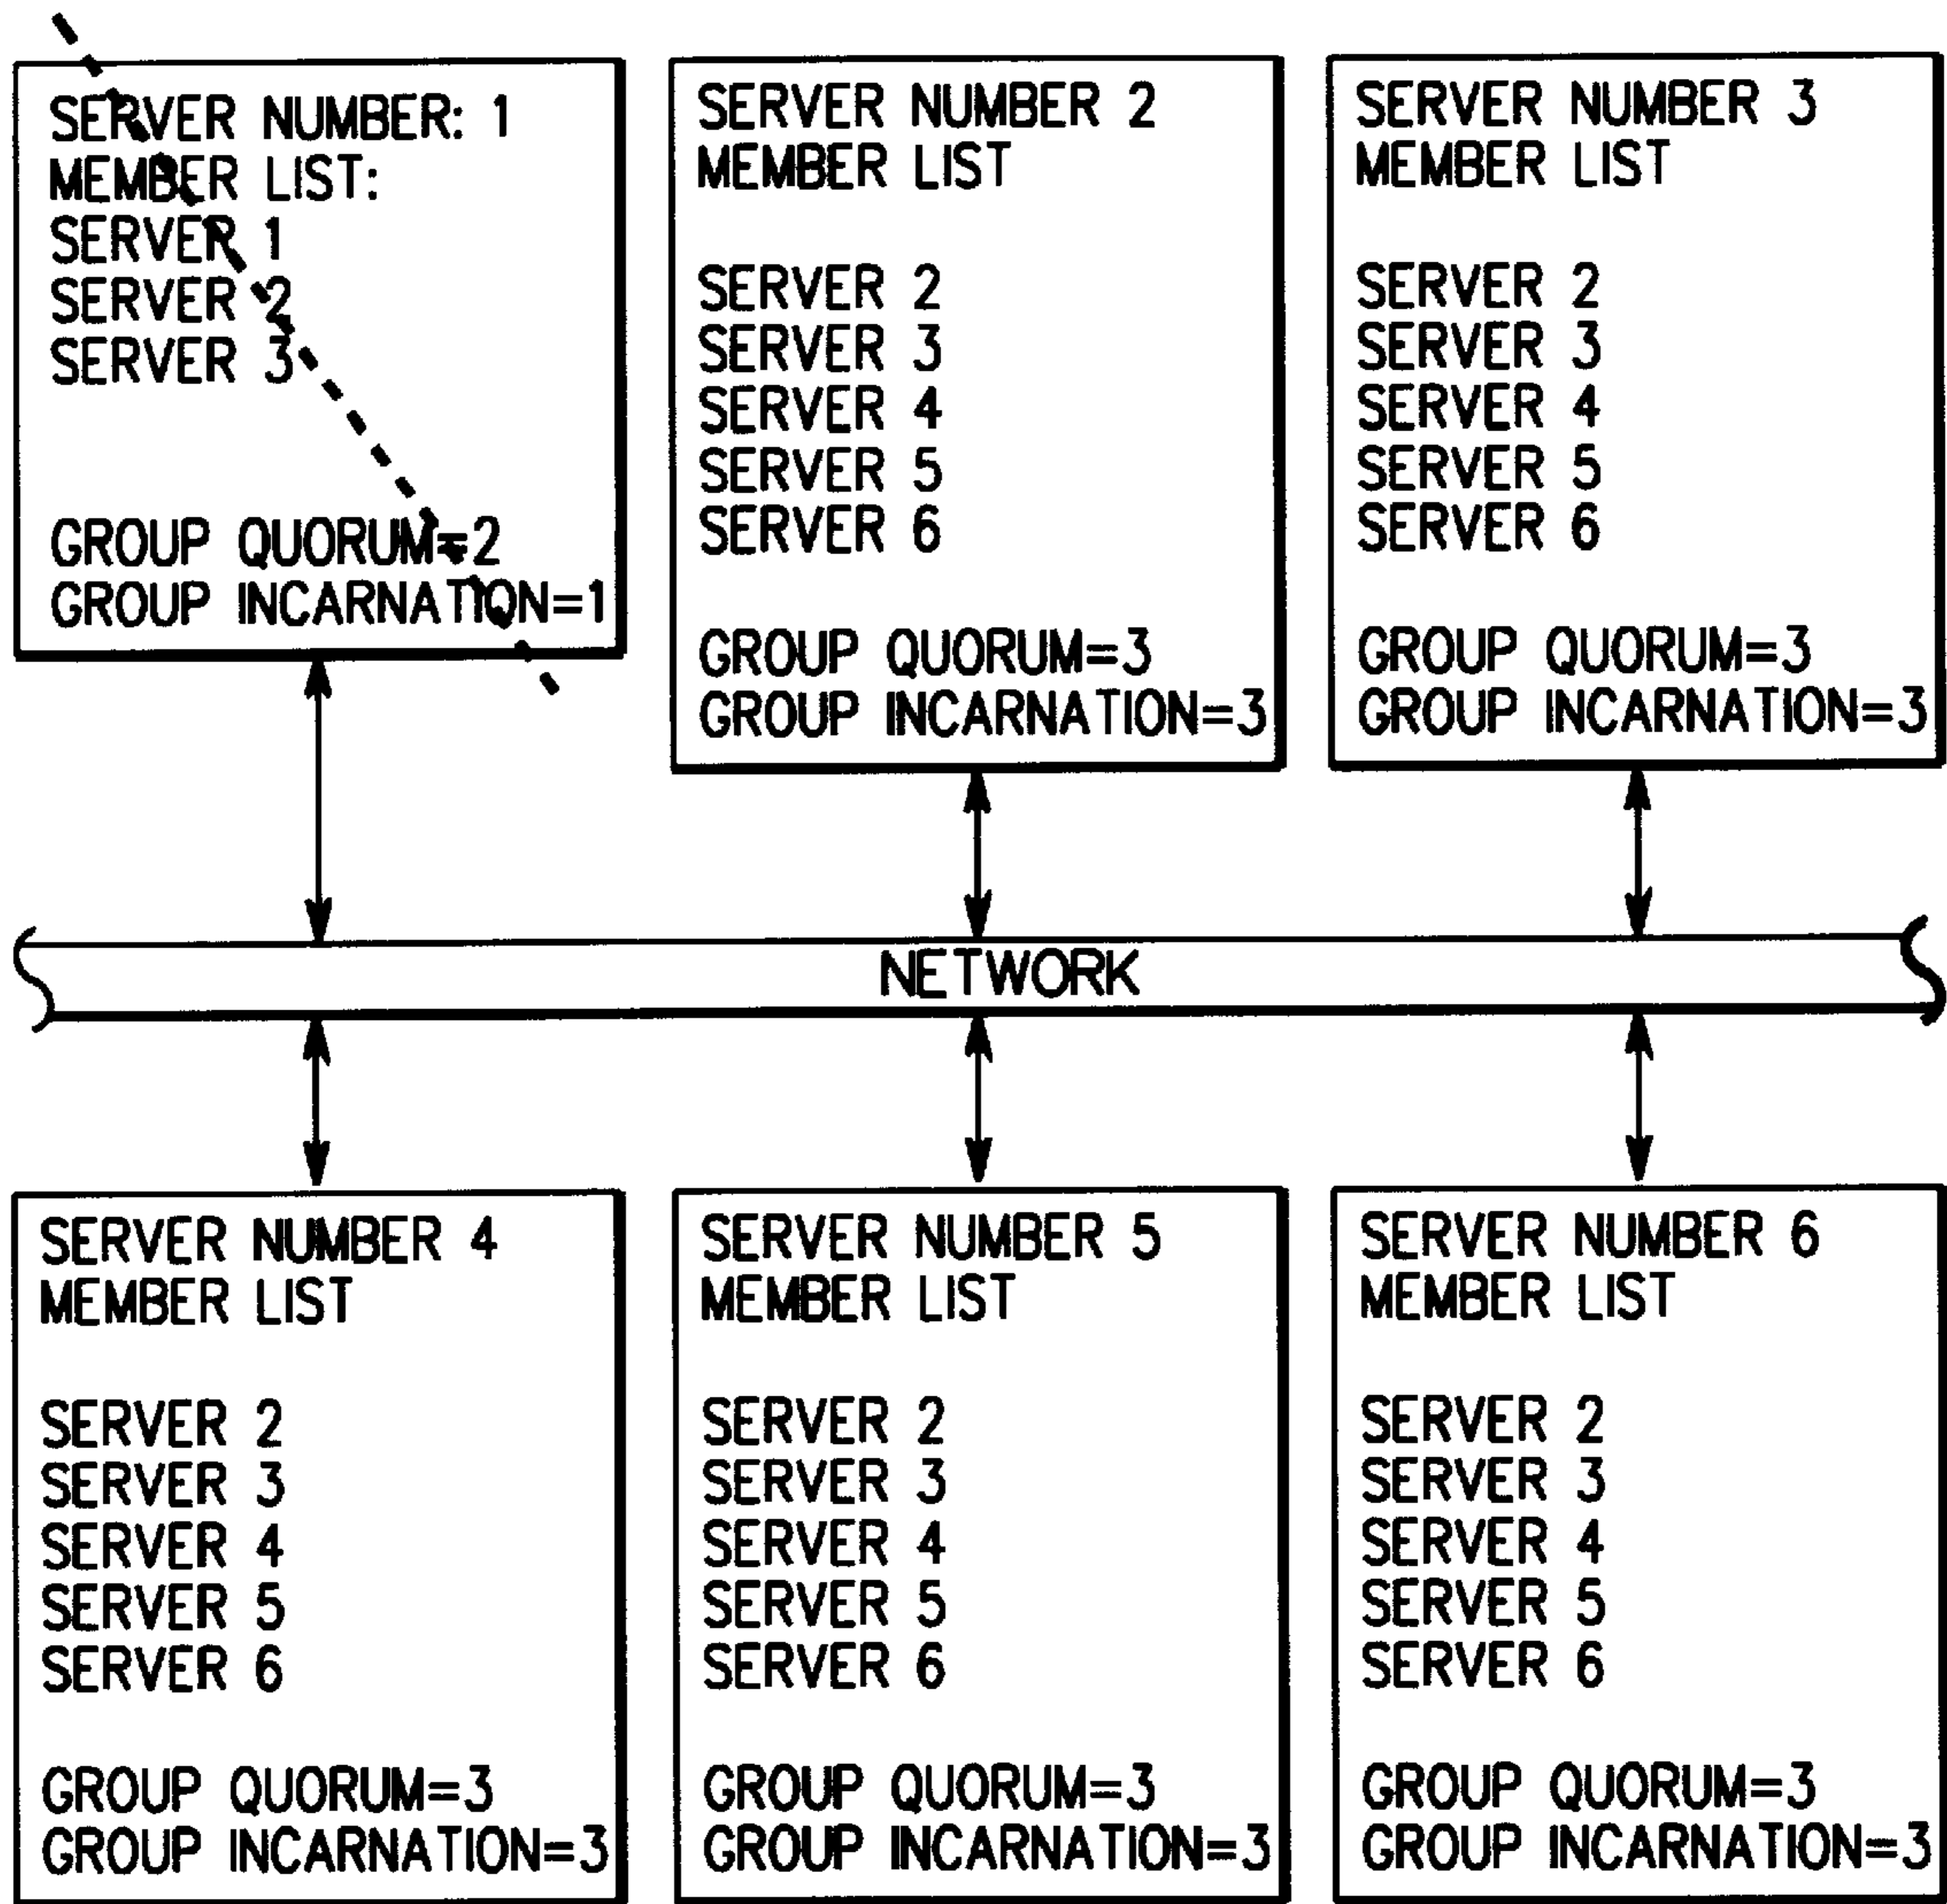 SERVER NUMBER: 1
MEMBER LIST:
SERVER 1
SERVER 2
SERVER 3
GROUP QUORUM=2
GROUP INCARNATION=1
SERVER NUMBER 2
MEMBER LIST
SERVER 2
SERVER 3
SERVER 4
SERVER 5
SERVER 6
GROUP QUORUM=3
GROUP INCARNATION=3
SERVER NUMBER 3
MEMBER LIST
SERVER 2
SERVER 3
SERVER 4
SERVER 5
SERVER 6
GROUP QUORUM=3
GROUP INCARNATION=3
NETWORK
SERVER NUMBER 4
MEMBER LIST
SERVER 2
SERVER 3
SERVER 4
SERVER 5
SERVER 6
GROUP QUORUM=3
GROUP INCARNATION=3
SERVER NUMBER 5
MEMBER LIST
SERVER 2
SERVER 3
SERVER 4
SERVER 5
SERVER 6
GROUP QUORUM=3
GROUP INCARNATION=3
SERVER NUMBER 6
MEMBER LIST
SERVER 2
SERVER 3
SERVER 4
SERVER 5
SERVER 6
GROUP QUORUM=3
GROUP INCARNATION=3